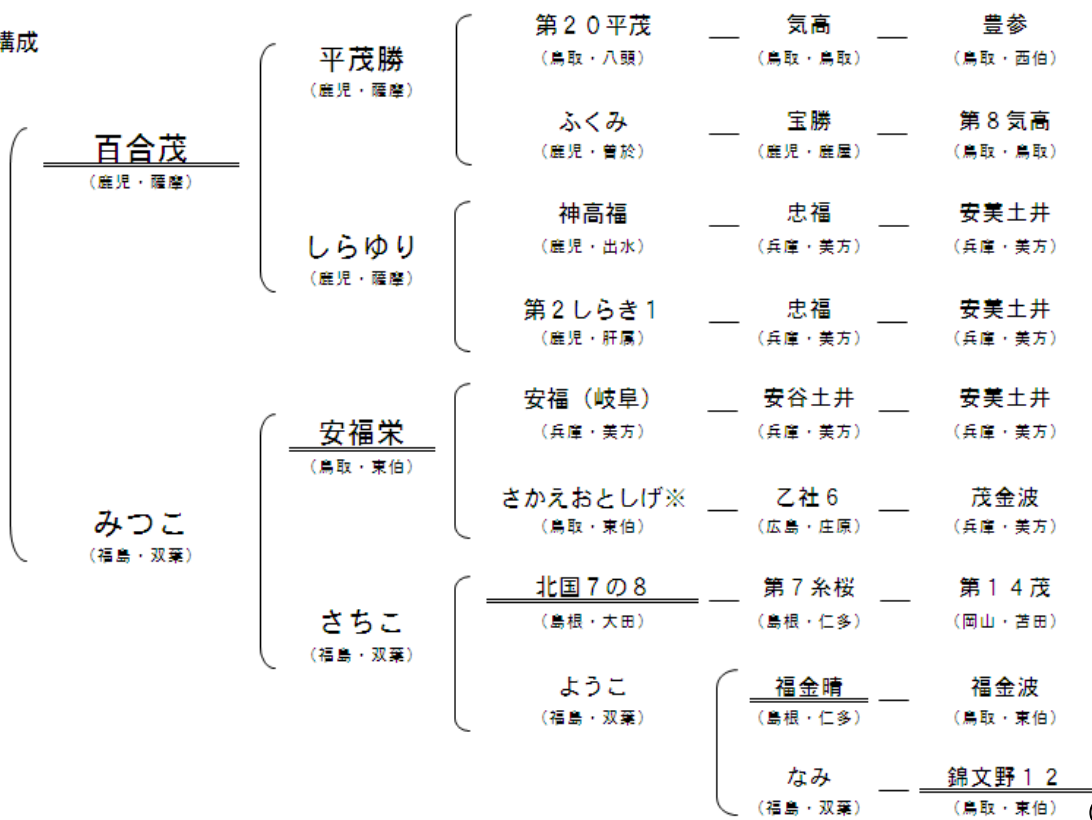 構成
第２０平茂
気高
豊参
（鳥取・八頭）
（鳥取・鳥取）
（鳥取・西伯）
平茂勝
（鹿児・薩摩）
ふくみ
宝勝
第８気高
（鹿児・曽於）
（鹿児・鹿屋）
（鳥取・鳥取）
百合茂
（鹿児・薩摩）
神高福
忠福
安美土井
（鹿児・出水）
（兵庫・美方）
（兵庫・美方）
しらゆり
（鹿児・薩摩）
第２しらき１
忠福
安美土井
（鹿児・肝属）
（兵庫・美方）
（兵庫・美方）
安福（岐阜）
安谷土井
安美土井
（兵庫・美方）
（兵庫・美方）
（兵庫・美方）
安福栄
（鳥取・東伯）
さかえおとしげ※
乙社６
茂金波
（鳥取・東伯）
（広島・庄原）
（兵庫・美方）
みつこ
（福島・双葉）
北国７の８
第７糸桜
第１４茂
（島根・大田）
（島根・仁多）
（岡山・苫田）
さちこ
（福島・双葉）
ようこ
福金晴
福金波
（福島・双葉）
（島根・仁多）
（鳥取・東伯）
なみ
錦文野１２
（福島・双葉）
（鳥取・東伯）